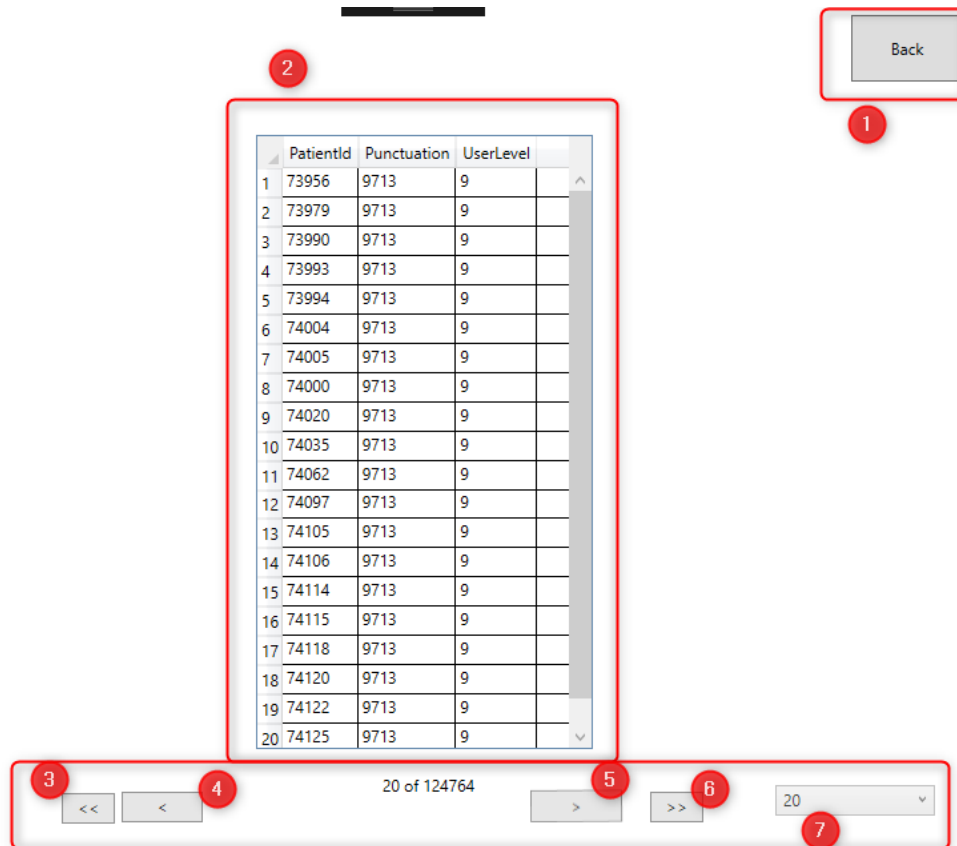 Back
1
2
PatientId Punctuation UserLevel
1 73956 9713 9
2 73979 9713 9
3 73990 9713 9
4 73993 9713 9
5 73994 9713 9
6 74004 9713 9
7 74005 9713 9
8 74000 9713 9
9 74020 9713 9
10 74035 9713 9
11 74062 9713 9
12 74097 9713 9
13 74105 9713 9
14 74106 9713 9
15 74114 9713 9
16 74115 9713 9
17 74118 9713 9
18 74120 9713 9
19 74122 9713 9
20 74125 9713 9
3 4 20 of 124764 5 6
<< < > >> 20
7